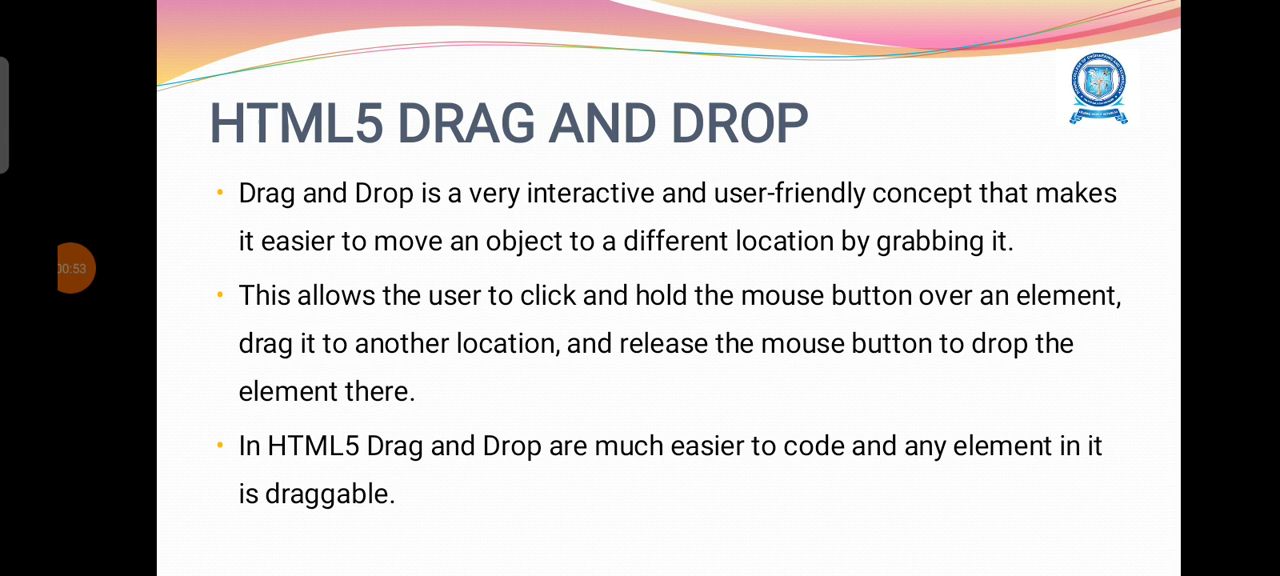 HTML5 DRAG AND DROP
• Drag and Drop is a very interactive and user-friendly concept that makes
it easier to move an object to a different location by grabbing it.
• This allows the user to click and hold the mouse button over an element,
drag it to another location, and release the mouse button to drop the
element there.
• In HTML5 Drag and Drop are much easier to code and any element in it
is draggable.
00:53